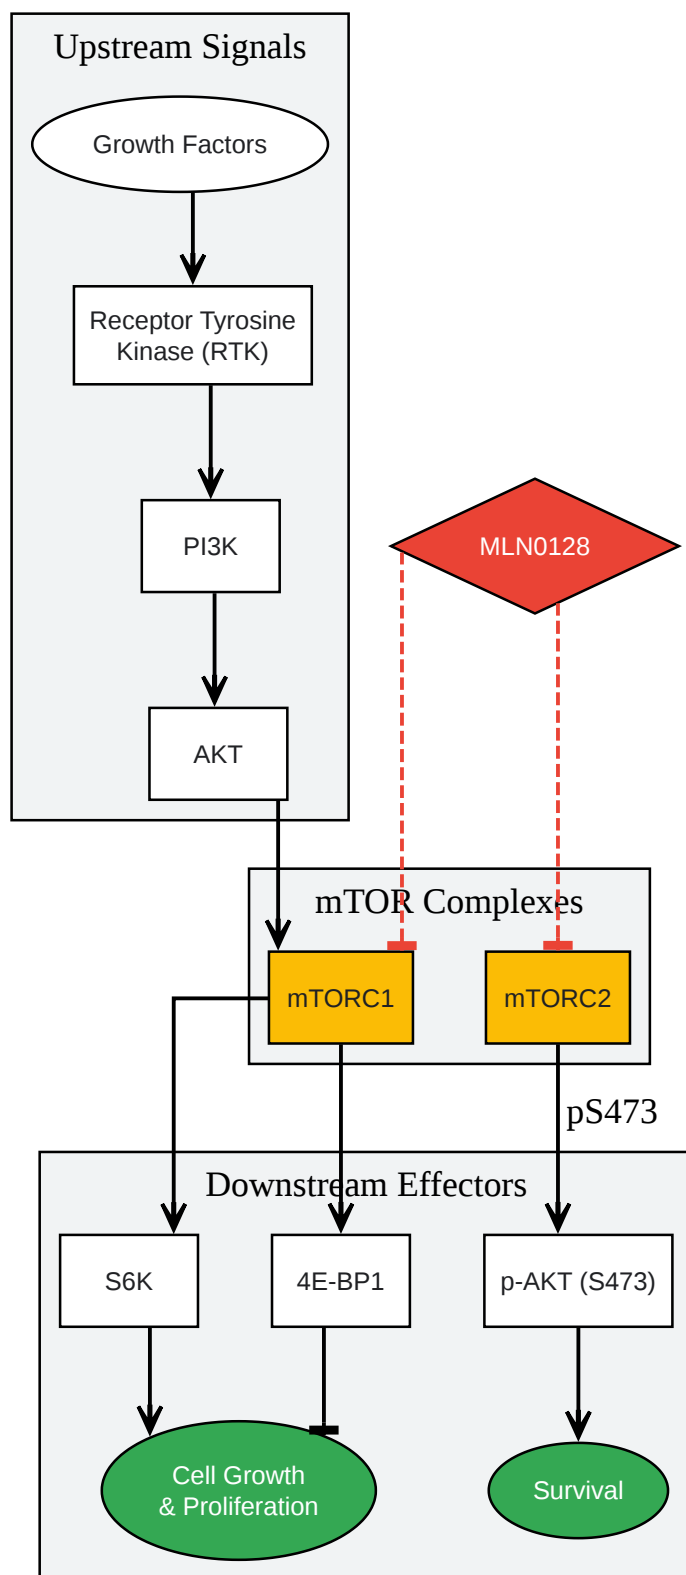 Upstream Signals
Growth Factors
Receptor Tyrosine
Kinase (RTK)
PI3K
MLN0128
AKT
mTOR Complexes
mTORC1
mTORC2
pS473
Downstream Effectors
S6K
4E-BP1
p-AKT (S473)
Cell Growth
& Proliferation
Survival